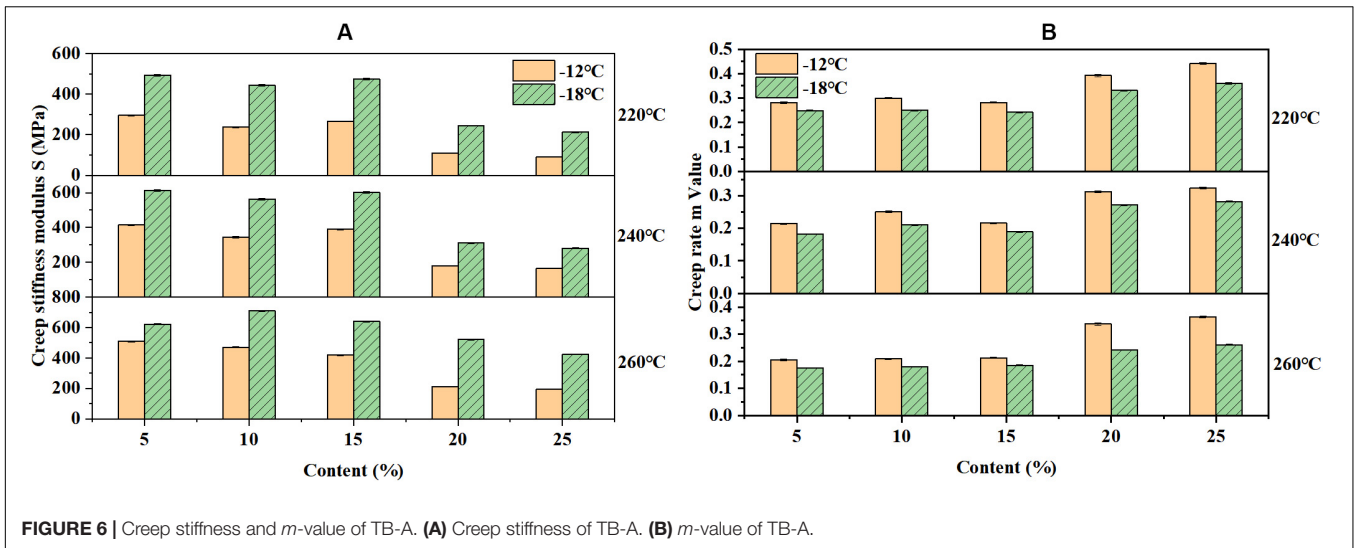 A
600
400
200
0
600
400
200
800
600
400
200
0
Creep stiffness modulus S (MPa)
-12°C
-18°C
220°C
240°C
260°C
5 10 15 20 25
Content (%)
B
0.5
0.4
0.3
0.2
0.1
0.0
0.3
0.2
0.1
0.0
0.4
0.3
0.2
0.1
0.0
Creep rate m Value
-12°C
-18°C
220°C
240°C
260°C
5 10 15 20 25
Content (%)
FIGURE 6 | Creep stiffness and m-value of TB-A. (A) Creep stiffness of TB-A. (B) m-value of TB-A.